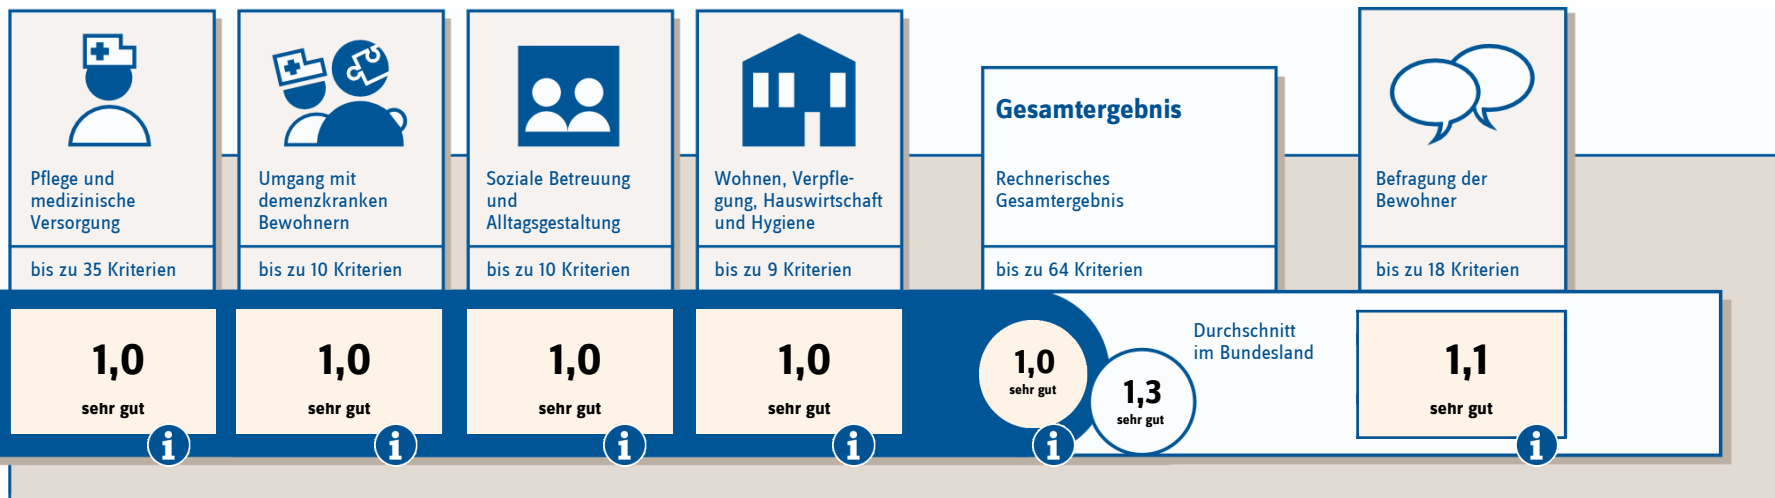 Pflege und
medizinische
Versorgung
bis zu 35 Kriterien
1,0
sehr gut
i
Umgang mit
demenzkranken
Bewohnern
bis zu 10 Kriterien
1,0
sehr gut
i
Soziale Betreuung
und
Alltagsgestaltung
bis zu 10 Kriterien
1,0
sehr gut
i
Wohnen, Verpfle-
gung, Hauswirtschaft
und Hygiene
bis zu 9 Kriterien
1,0
sehr gut
i
Gesamtergebnis
Rechnerisches
Gesamtergebnis
bis zu 64 Kriterien
1,0
sehr gut
i
1,3
sehr gut
Durchschnitt
im Bundesland
Befragung der
Bewohner
bis zu 18 Kriterien
1,1
sehr gut
i